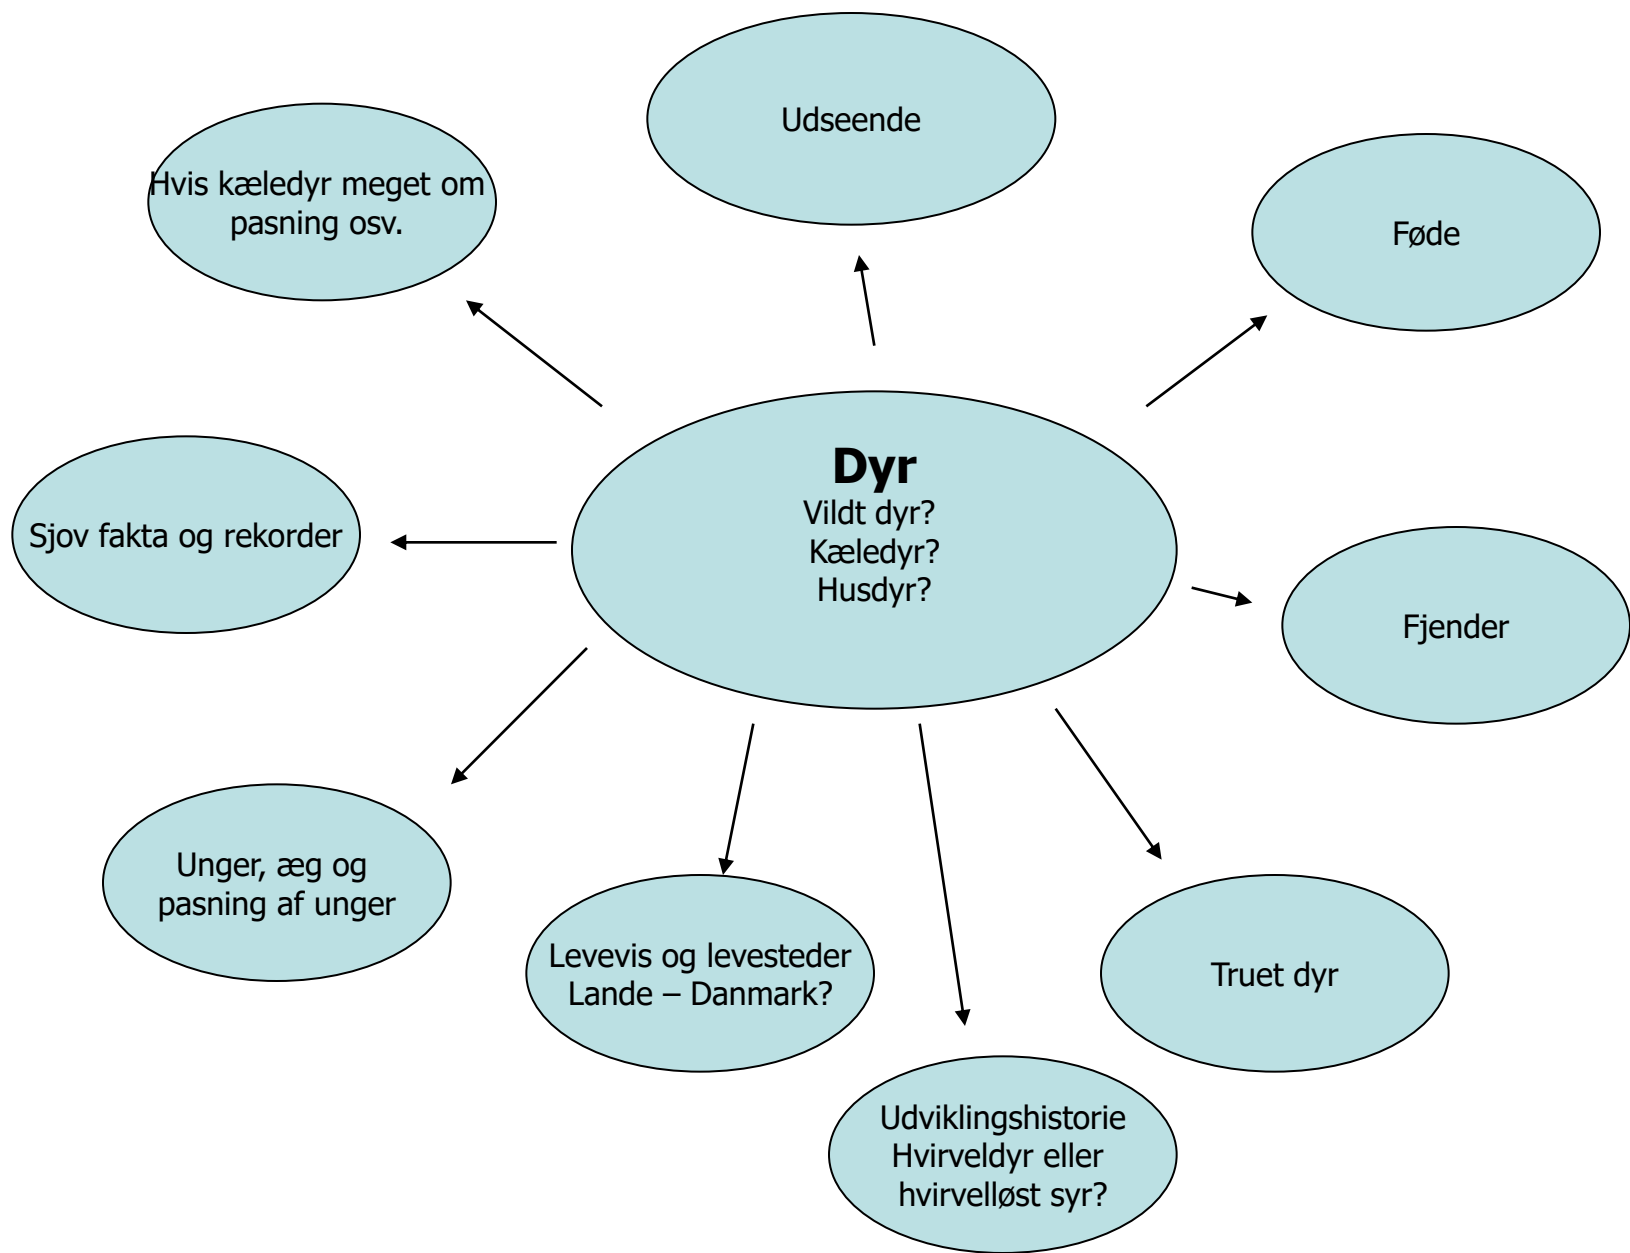 Udseende
Hvis kæledyr meget om
pasning osv.
Føde
Dyr
Vildt dyr?
Kæledyr?
Husdyr?
Sjov fakta og rekorder
Fjender
Unger, æg og
pasning af unger
Levevis og levesteder
Lande – Danmark?
Truet dyr
Udviklingshistorie
Hvirveldyr eller
hvirvelløst syr?